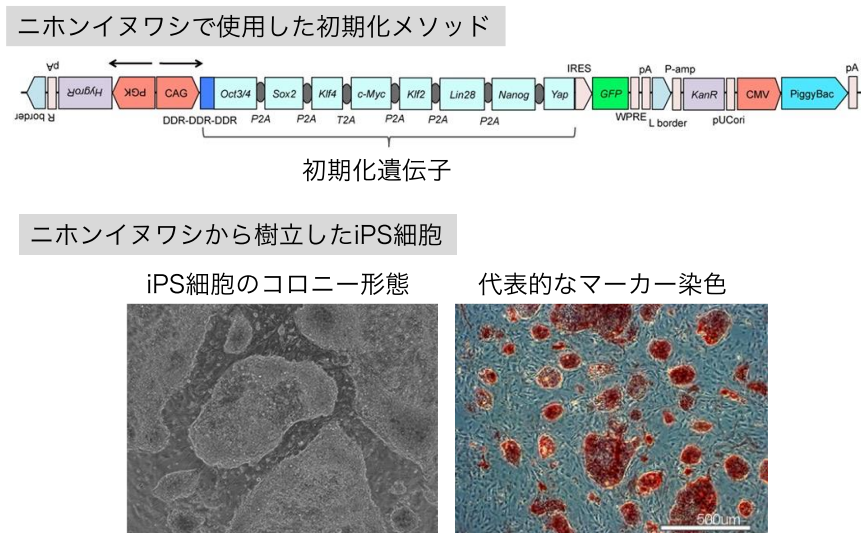 ニホンイヌワシで使用した初期化メソッド
IRES
pA
pA
P-amp
pA
HygroR
PGK
CAG
Oct3/4
Sox2
Klf4
c-Myc
Klf2
Lin28
Nanog
Yap
GFP
KanR
CMV
PiggyBac
R border
DDR-DDR-DDR
P2A
P2A
T2A
P2A
P2A
P2A
WPRE
L border
pUCori
初期化遺伝子
ニホンイヌワシから樹立したiPS細胞
iPS細胞のコロニー形態
代表的なマーカー染色
500um